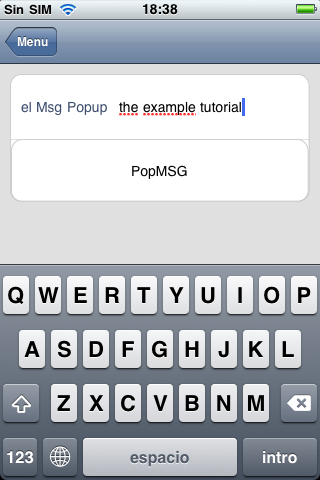 Sin SIM 18:38
Menu
el Msg Popup the example tutorial
PopMSG
Q W E R T Y U I O P
A S D F G H J K L
Z X C V B N M
123 espacio intro